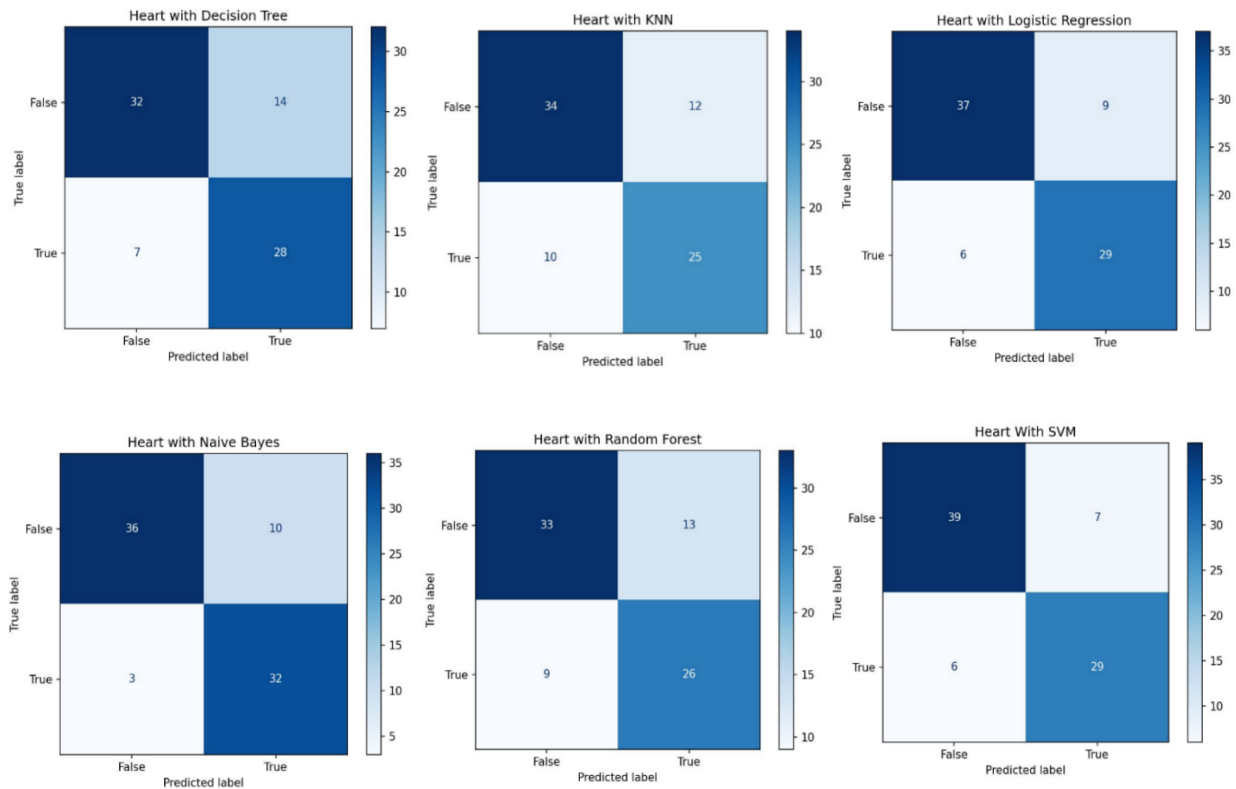 Heart with Decision Tree
False
True
True label
32 14
7 28
False True
Predicted label
30
25
20
15
10
Heart with KNN
False
True
True label
34 12
10 25
False True
Predicted label
30
25
20
15
10
Heart with Logistic Regression
False
True
True label
37 9
6 29
False True
Predicted label
35
30
25
20
15
10
Heart with Naive Bayes
False
True
True label
36 10
3 32
False True
Predicted label
35
30
25
20
15
10
5
Heart with Random Forest
False
True
True label
33 13
9 26
False True
Predicted label
30
25
20
15
10
Heart With SVM
False
True
True label
39 7
6 29
False True
Predicted label
35
30
25
20
15
10